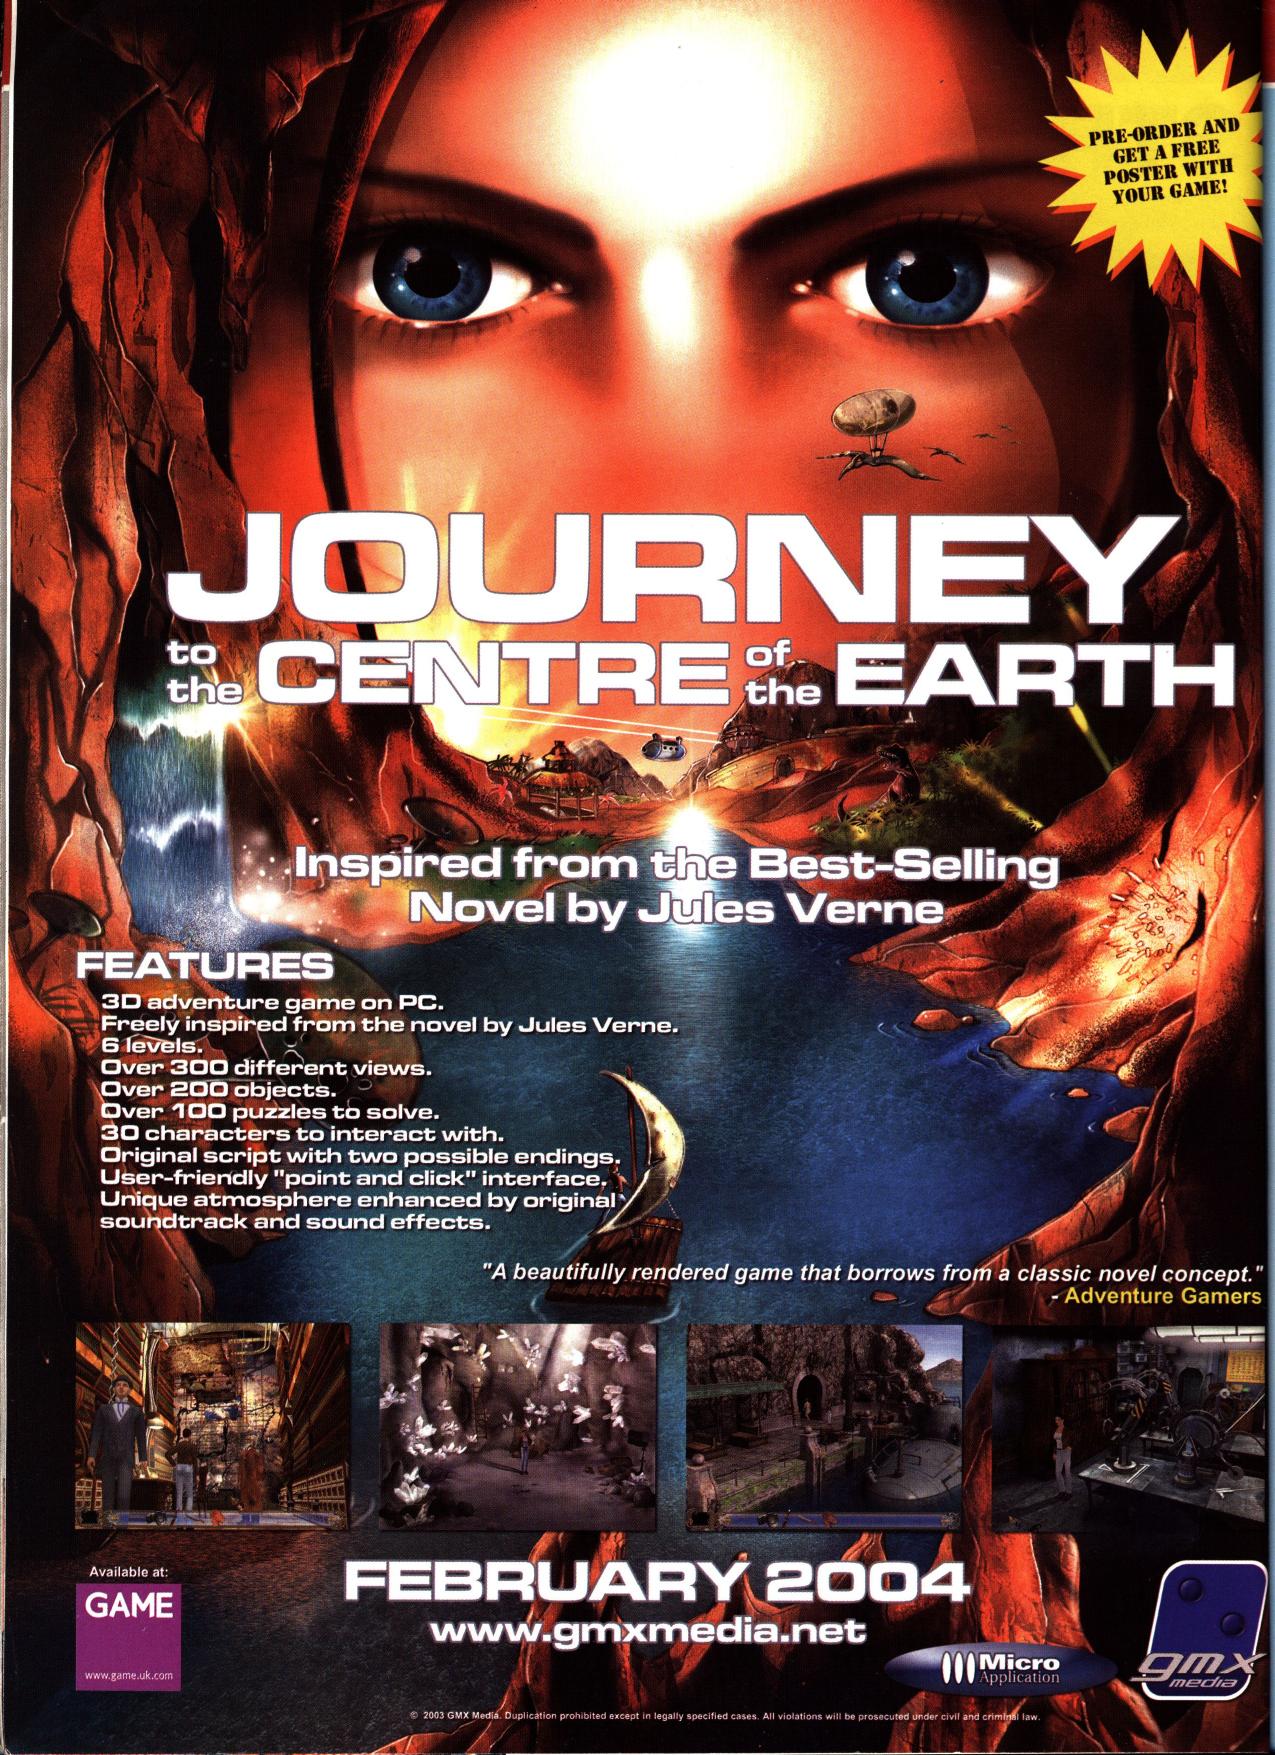 PRE-ORDER AND
GET A FREE
POSTER WITH
YOUR GAME!
JOURNEY
to the CENTRE of the EARTH
Inspired from the Best-Selling
Novel by Jules Verne
FEATURES
3D adventure game on PC.
Freely inspired from the novel by Jules Verne.
6 levels.
Over 300 different views.
Over 200 objects.
Over 100 puzzles to solve.
30 characters to interact with.
Original script with two possible endings.
User-friendly "point and click" interface.
Unique atmosphere enhanced by original
soundtrack and sound effects.
"A beautifully rendered game that borrows from a classic novel concept."
- Adventure Gamers
Available at:
GAME
www.game.uk.com
FEBRUARY 2004
www.gmxmedia.net
Micro
Application
gmx
media
© 2003 GMX Media. Duplication prohibited except in legally specified cases. All violations will be prosecuted under civil and criminal law.